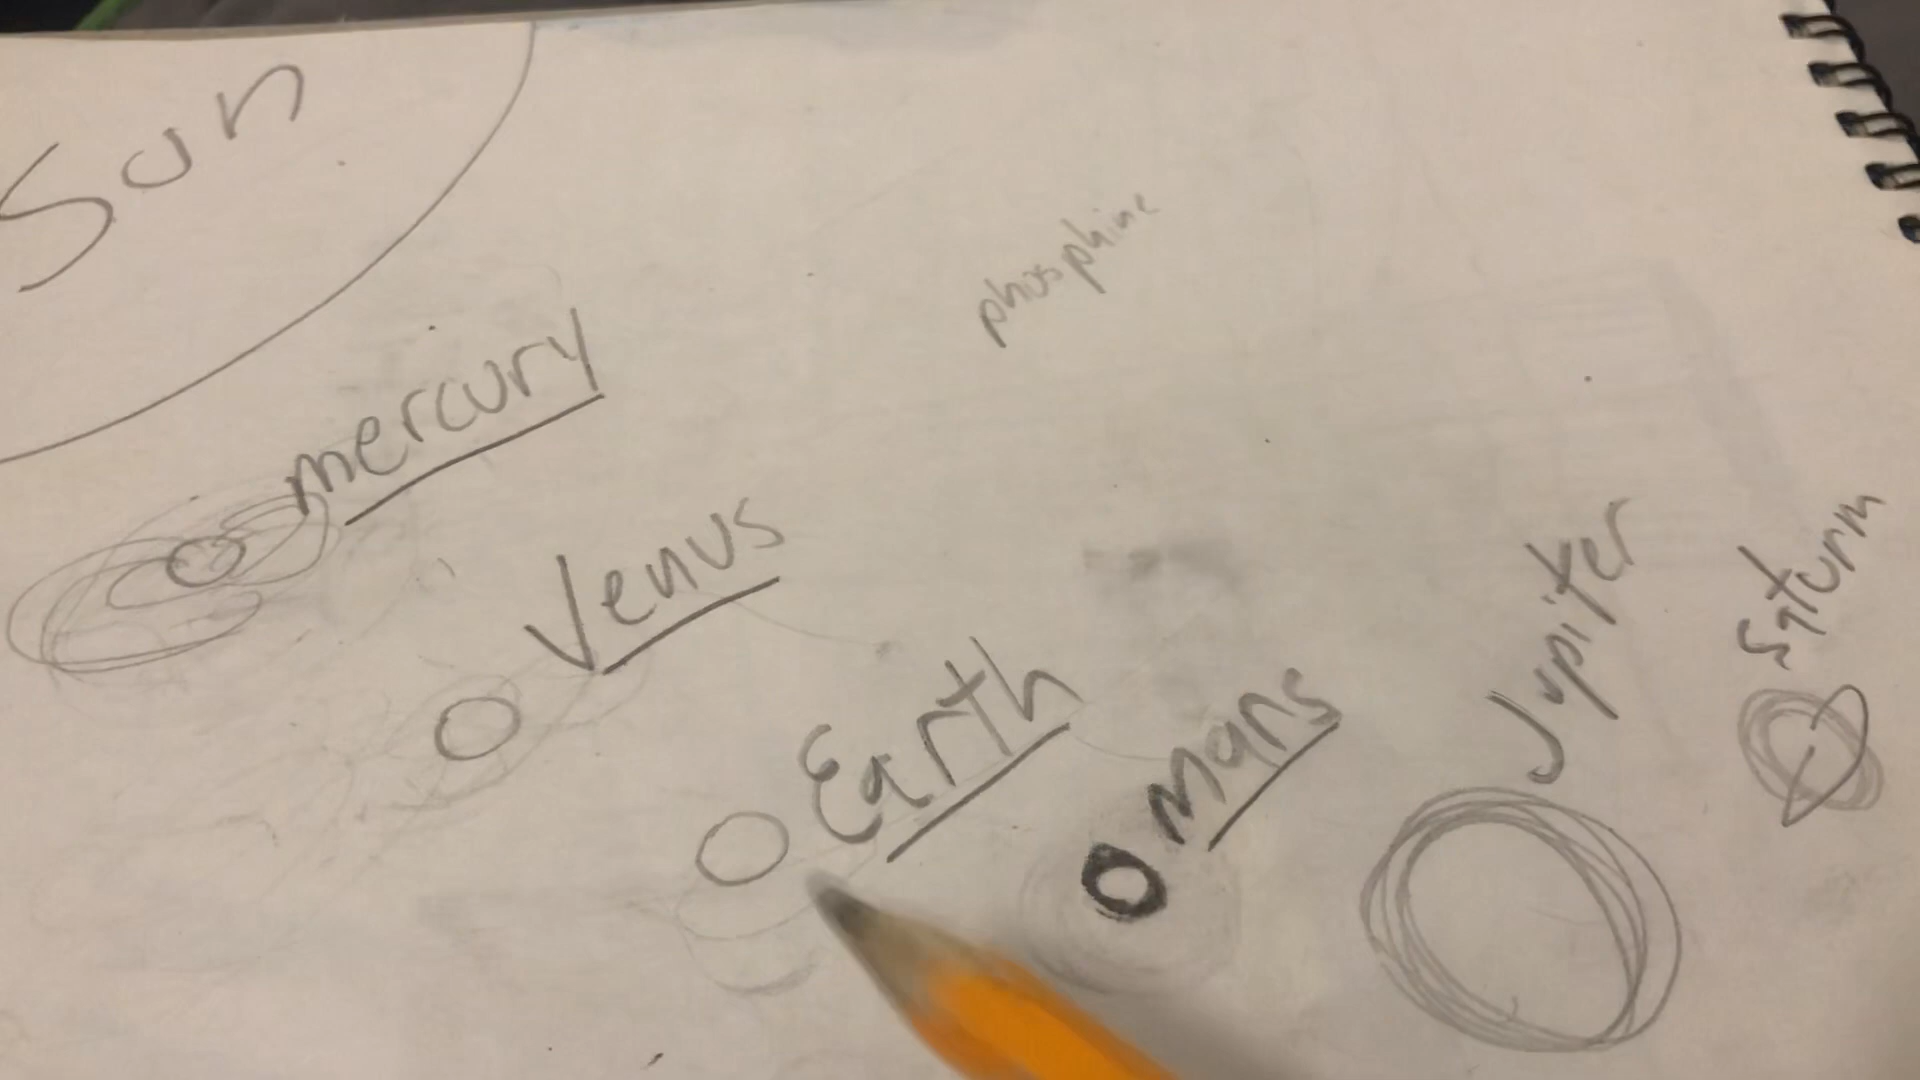 Sun
phosphine
mercury
Venus
Earth
mars
Jupiter
Saturn